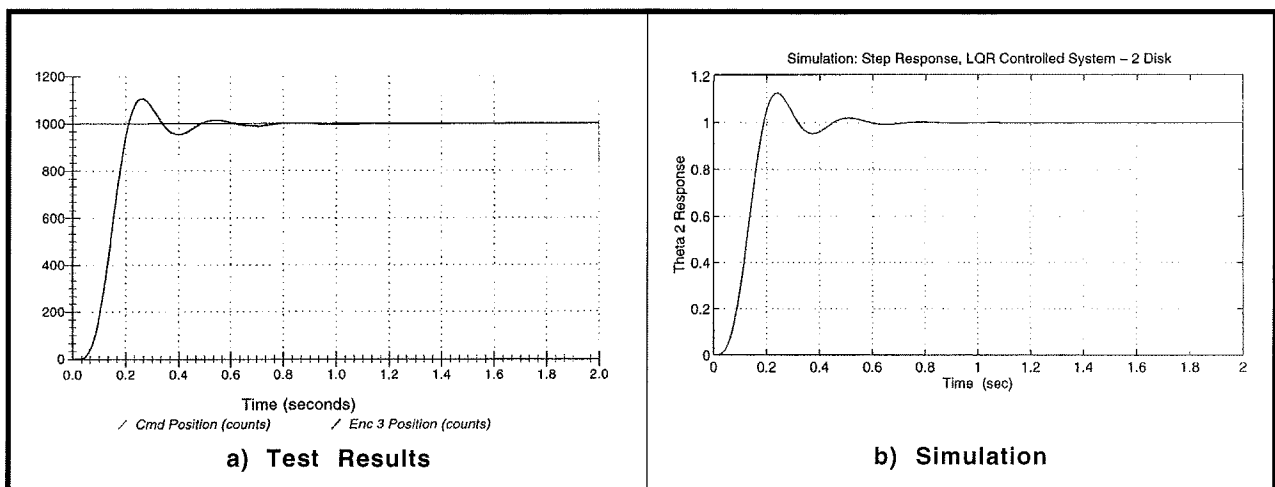 1200
1000
800
600
400
200
0
0.0 0.2 0.4 0.6 0.8 1.0 1.2 1.4 1.6 1.8 2.0
Time (seconds)
Cmd Position (counts) Enc 3 Position (counts)
a) Test Results
Simulation: Step Response, LQR Controlled System – 2 Disk
Theta 2 Response
1.2
1
0.8
0.6
0.4
0.2
0
0 0.2 0.4 0.6 0.8 1 1.2 1.4 1.6 1.8 2
Time (sec)
b) Simulation